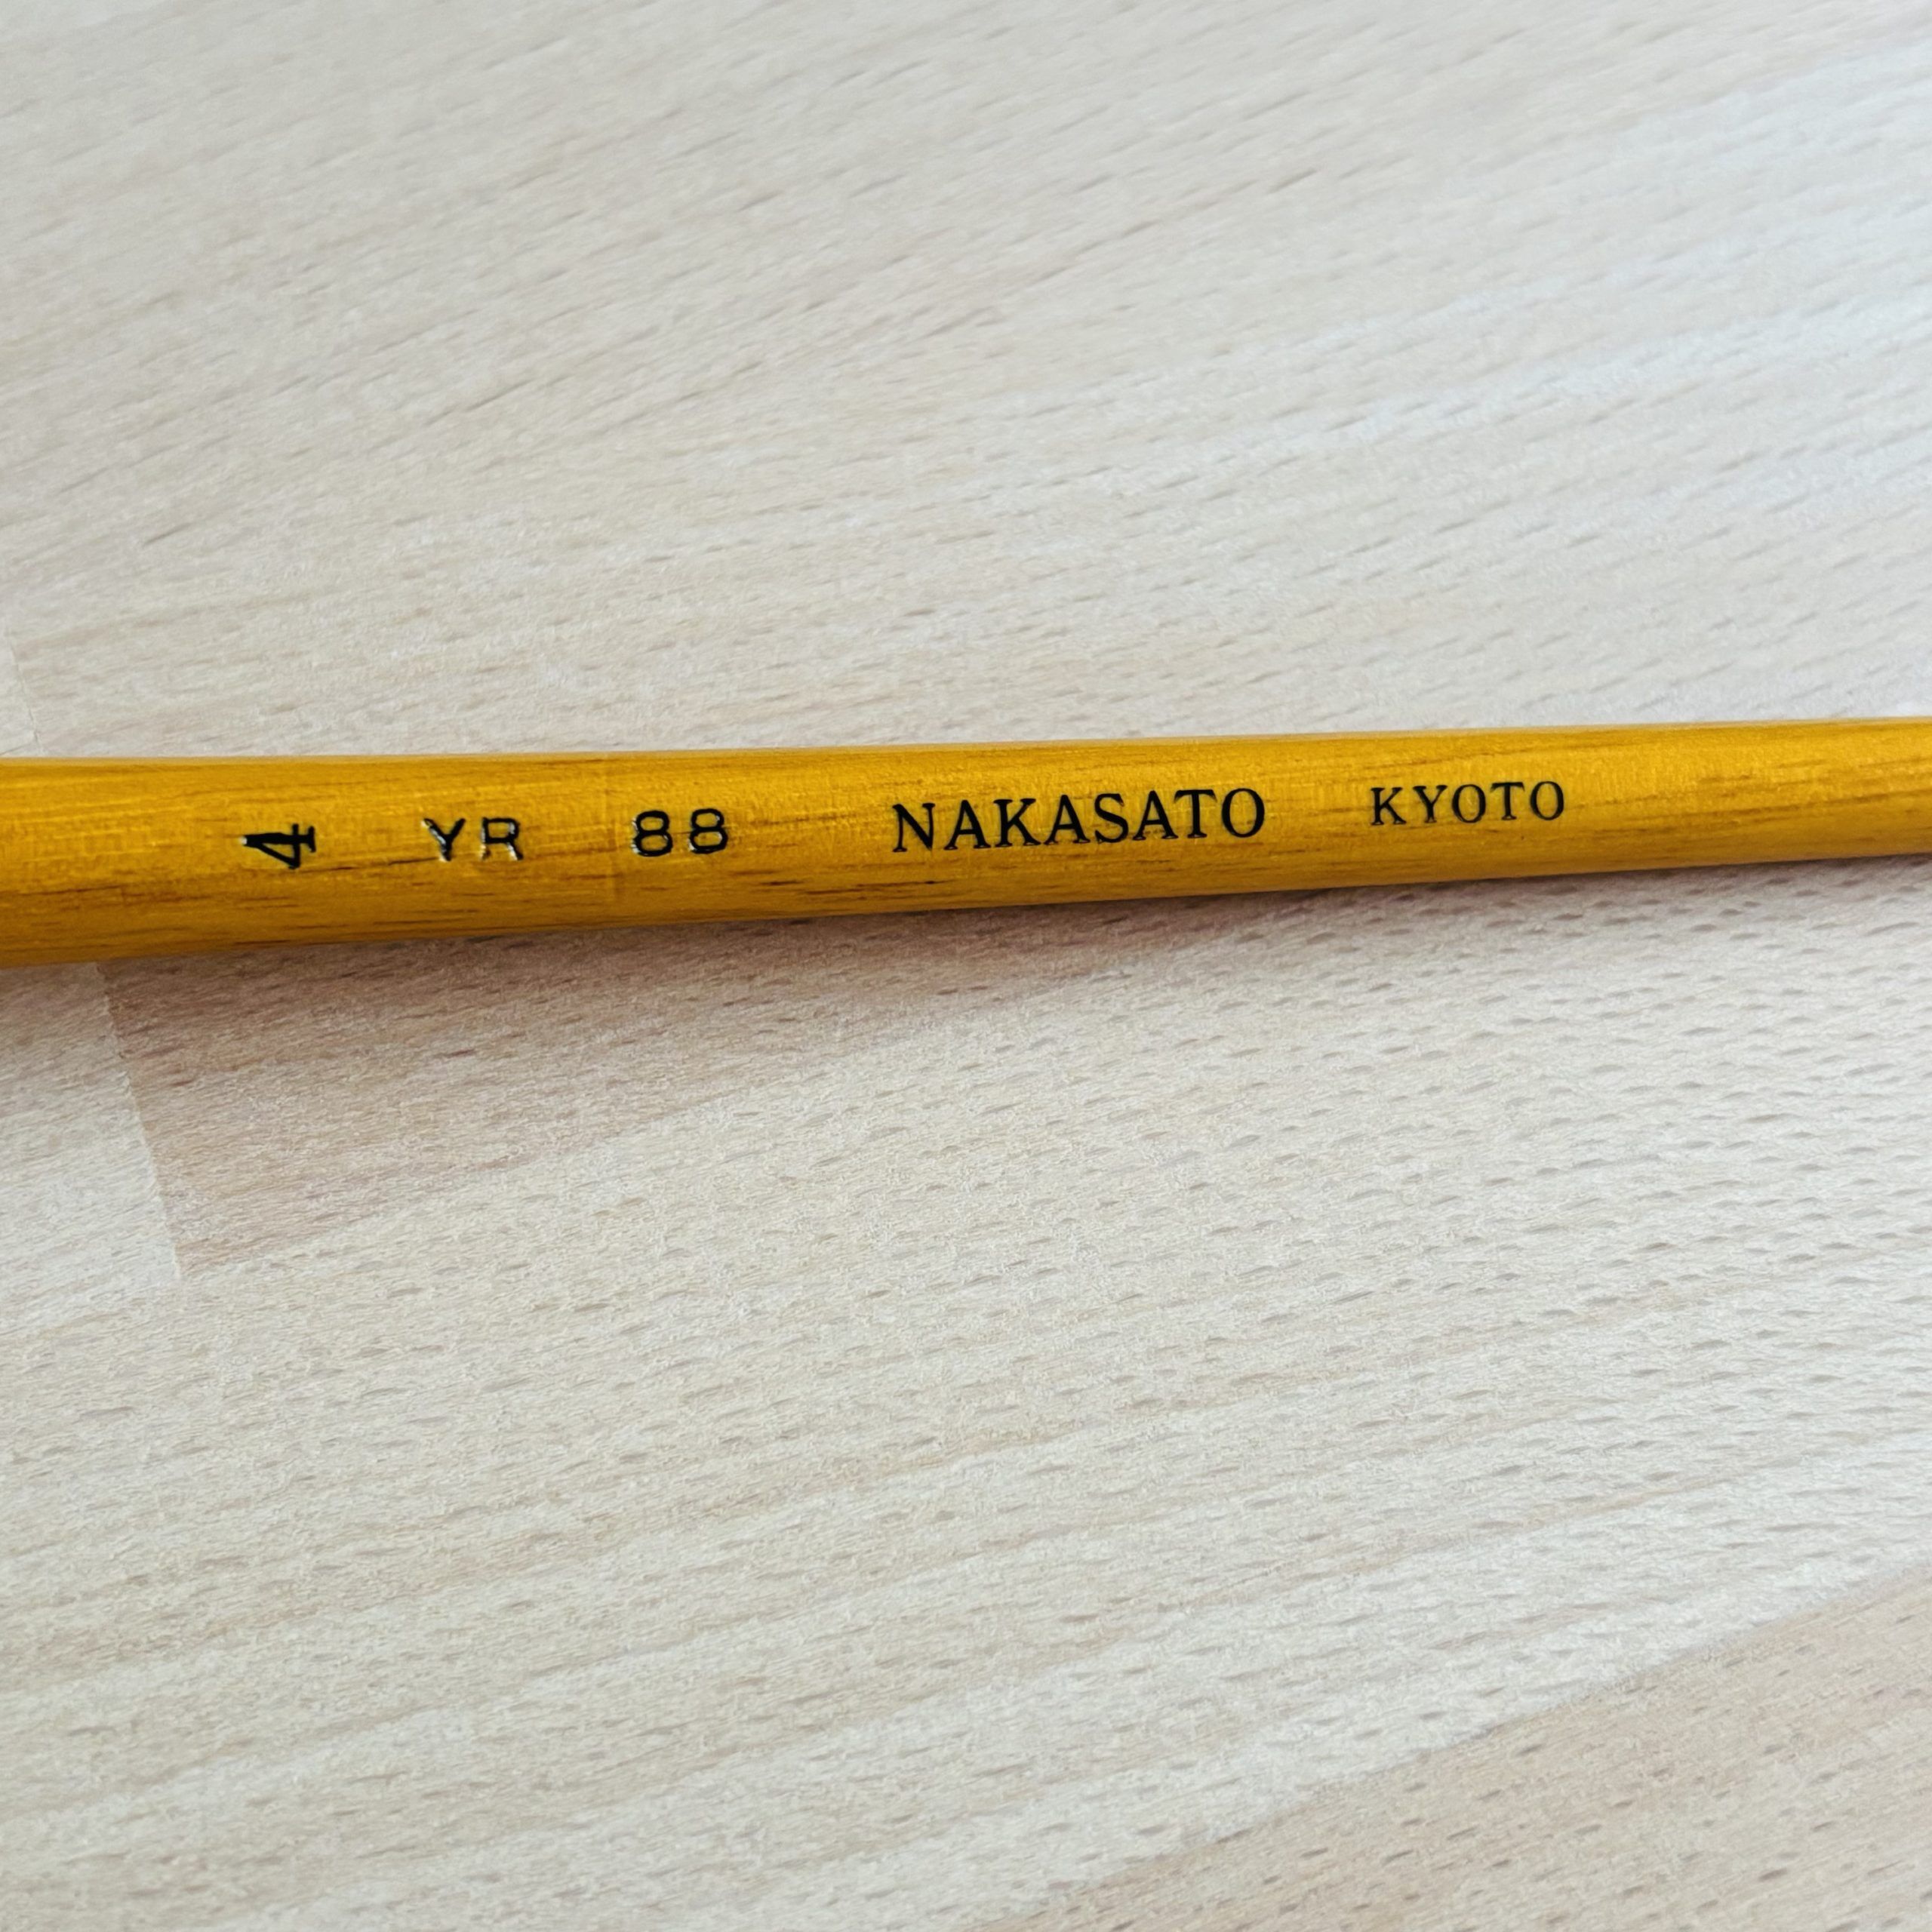 4 YR 88 NAKASATO KYOTO